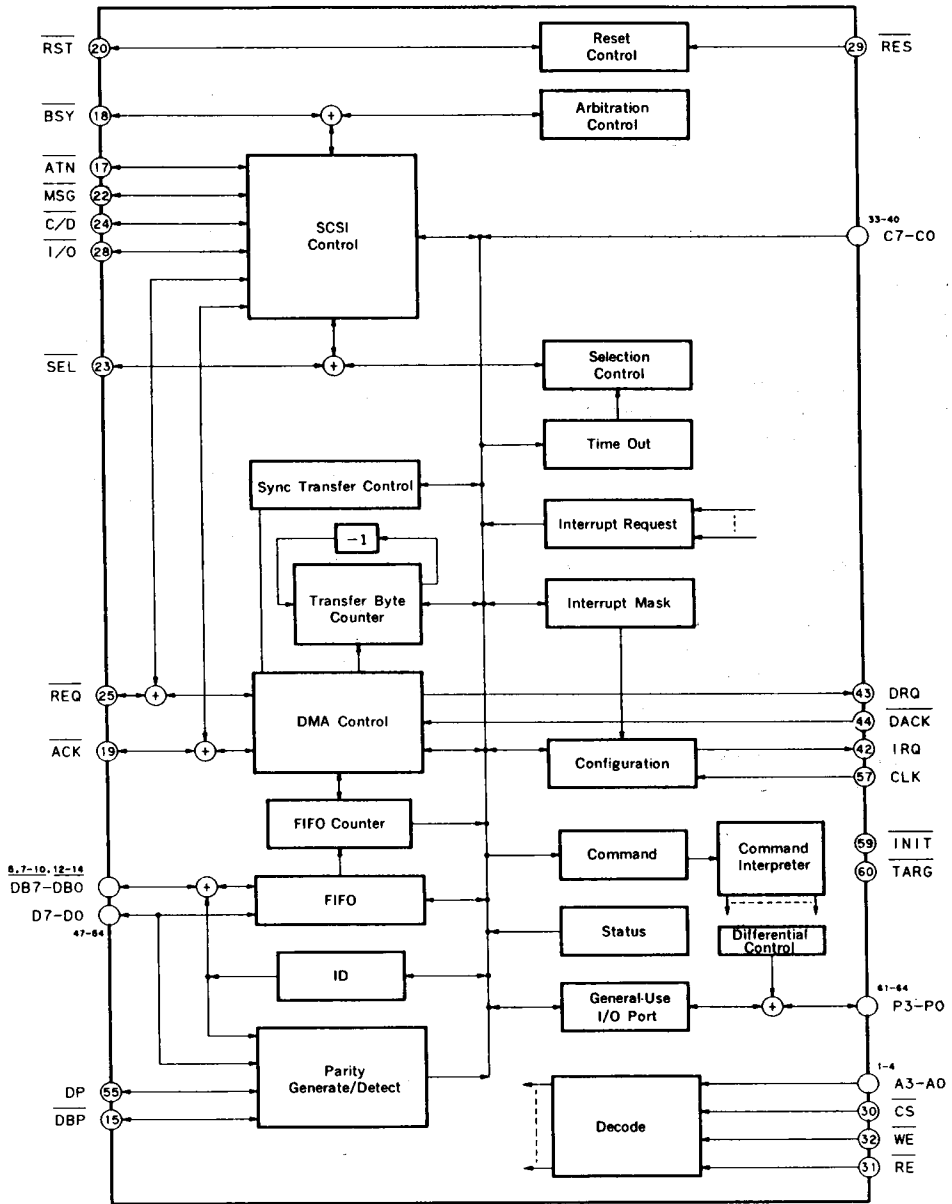 RST 20
Reset
Control
29 RES
BSY 18
+
Arbitration
Control
ATN 17
MSG 22
C/D 24
I/O 28
SCSI
Control
33-40
C7-C0
SEL 23
+
Selection
Control
Time Out
Sync Transfer Control
Interrupt Request
-1
Transfer Byte
Counter
Interrupt Mask
REQ 25
+
DMA Control
43 DRQ
44 DACK
ACK 19
+
Configuration
42 IRQ
57 CLK
FIFO Counter
Command
Command
Interpreter
59 INIT
60 TARG
6,7-10,12-14
DB7-DB0
+
FIFO
D7-D0
47-64
Status
Differential
Control
ID
General-Use
I/O Port
+
61-64
P3-P0
Parity
Generate/Detect
DP 55
DBP 15
Decode
1-4
A3-A0
30 CS
32 WE
31 RE